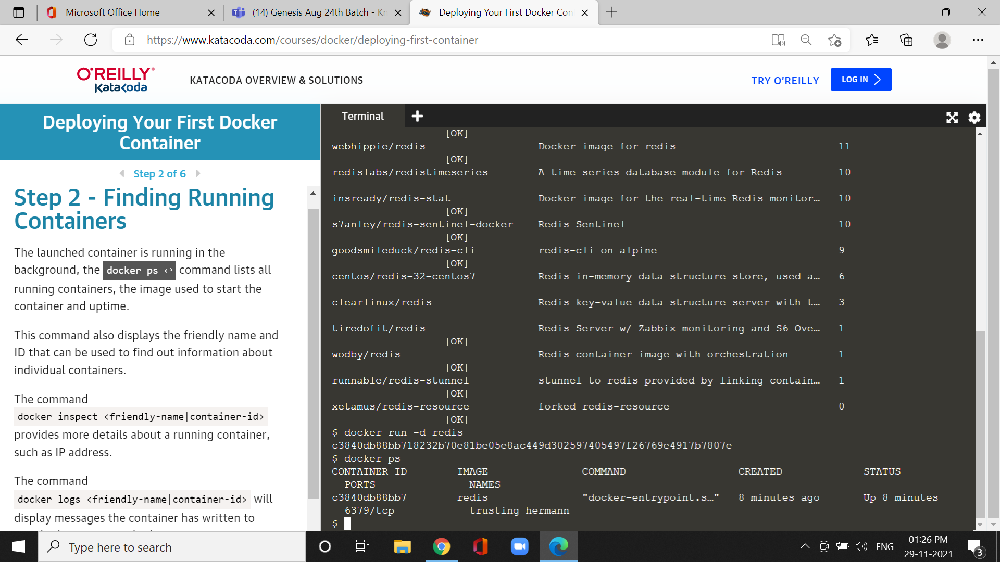 Microsoft Office Home
(14) Genesis Aug 24th Batch - Kn
Deploying Your First Docker Con
https://www.katacoda.com/courses/docker/deploying-first-container
O'REILLY®
Katacoda
KATACODA OVERVIEW & SOLUTIONS
TRY O'REILLY
LOG IN
Deploying Your First Docker
Container
Step 2 of 6
Step 2 - Finding Running
Containers
The launched container is running in the
background, the docker ps ↩ command lists all
running containers, the image used to start the
container and uptime.
This command also displays the friendly name and
ID that can be used to find out information about
individual containers.
The command
docker inspect <friendly-name|container-id>
provides more details about a running container,
such as IP address.
The command
docker logs <friendly-name|container-id> will
display messages the container has written to
Terminal
[OK]
webhippie/redis Docker image for redis 11
[OK]
redislabs/redistimeseries A time series database module for Redis 10
insready/redis-stat Docker image for the real-time Redis monitor… 10
[OK]
s7anley/redis-sentinel-docker Redis Sentinel 10
[OK]
goodsmileduck/redis-cli redis-cli on alpine 9
[OK]
centos/redis-32-centos7 Redis in-memory data structure store, used a… 6
clearlinux/redis Redis key-value data structure server with t… 3
tiredofit/redis Redis Server w/ Zabbix monitoring and S6 Ove… 1
[OK]
wodby/redis Redis container image with orchestration 1
[OK]
runnable/redis-stunnel stunnel to redis provided by linking contain… 1
[OK]
xetamus/redis-resource forked redis-resource 0
[OK]
$ docker run -d redis
c3840db88bb718232b70e81be05e8ac449d302597405497f26769e4917b7807e
$ docker ps
CONTAINER ID IMAGE COMMAND CREATED STATUS
PORTS NAMES
c3840db88bb7 redis "docker-entrypoint.s…" 8 minutes ago Up 8 minutes
6379/tcp trusting_hermann
$
Type here to search
ENG
01:26 PM
29-11-2021
3